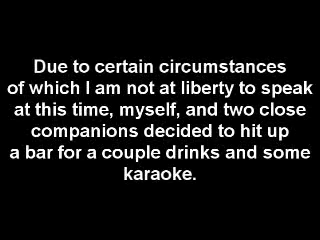 Due to certain circumstances
of which I am not at liberty to speak
at this time, myself, and two close
companions decided to hit up
a bar for a couple drinks and some
karaoke.